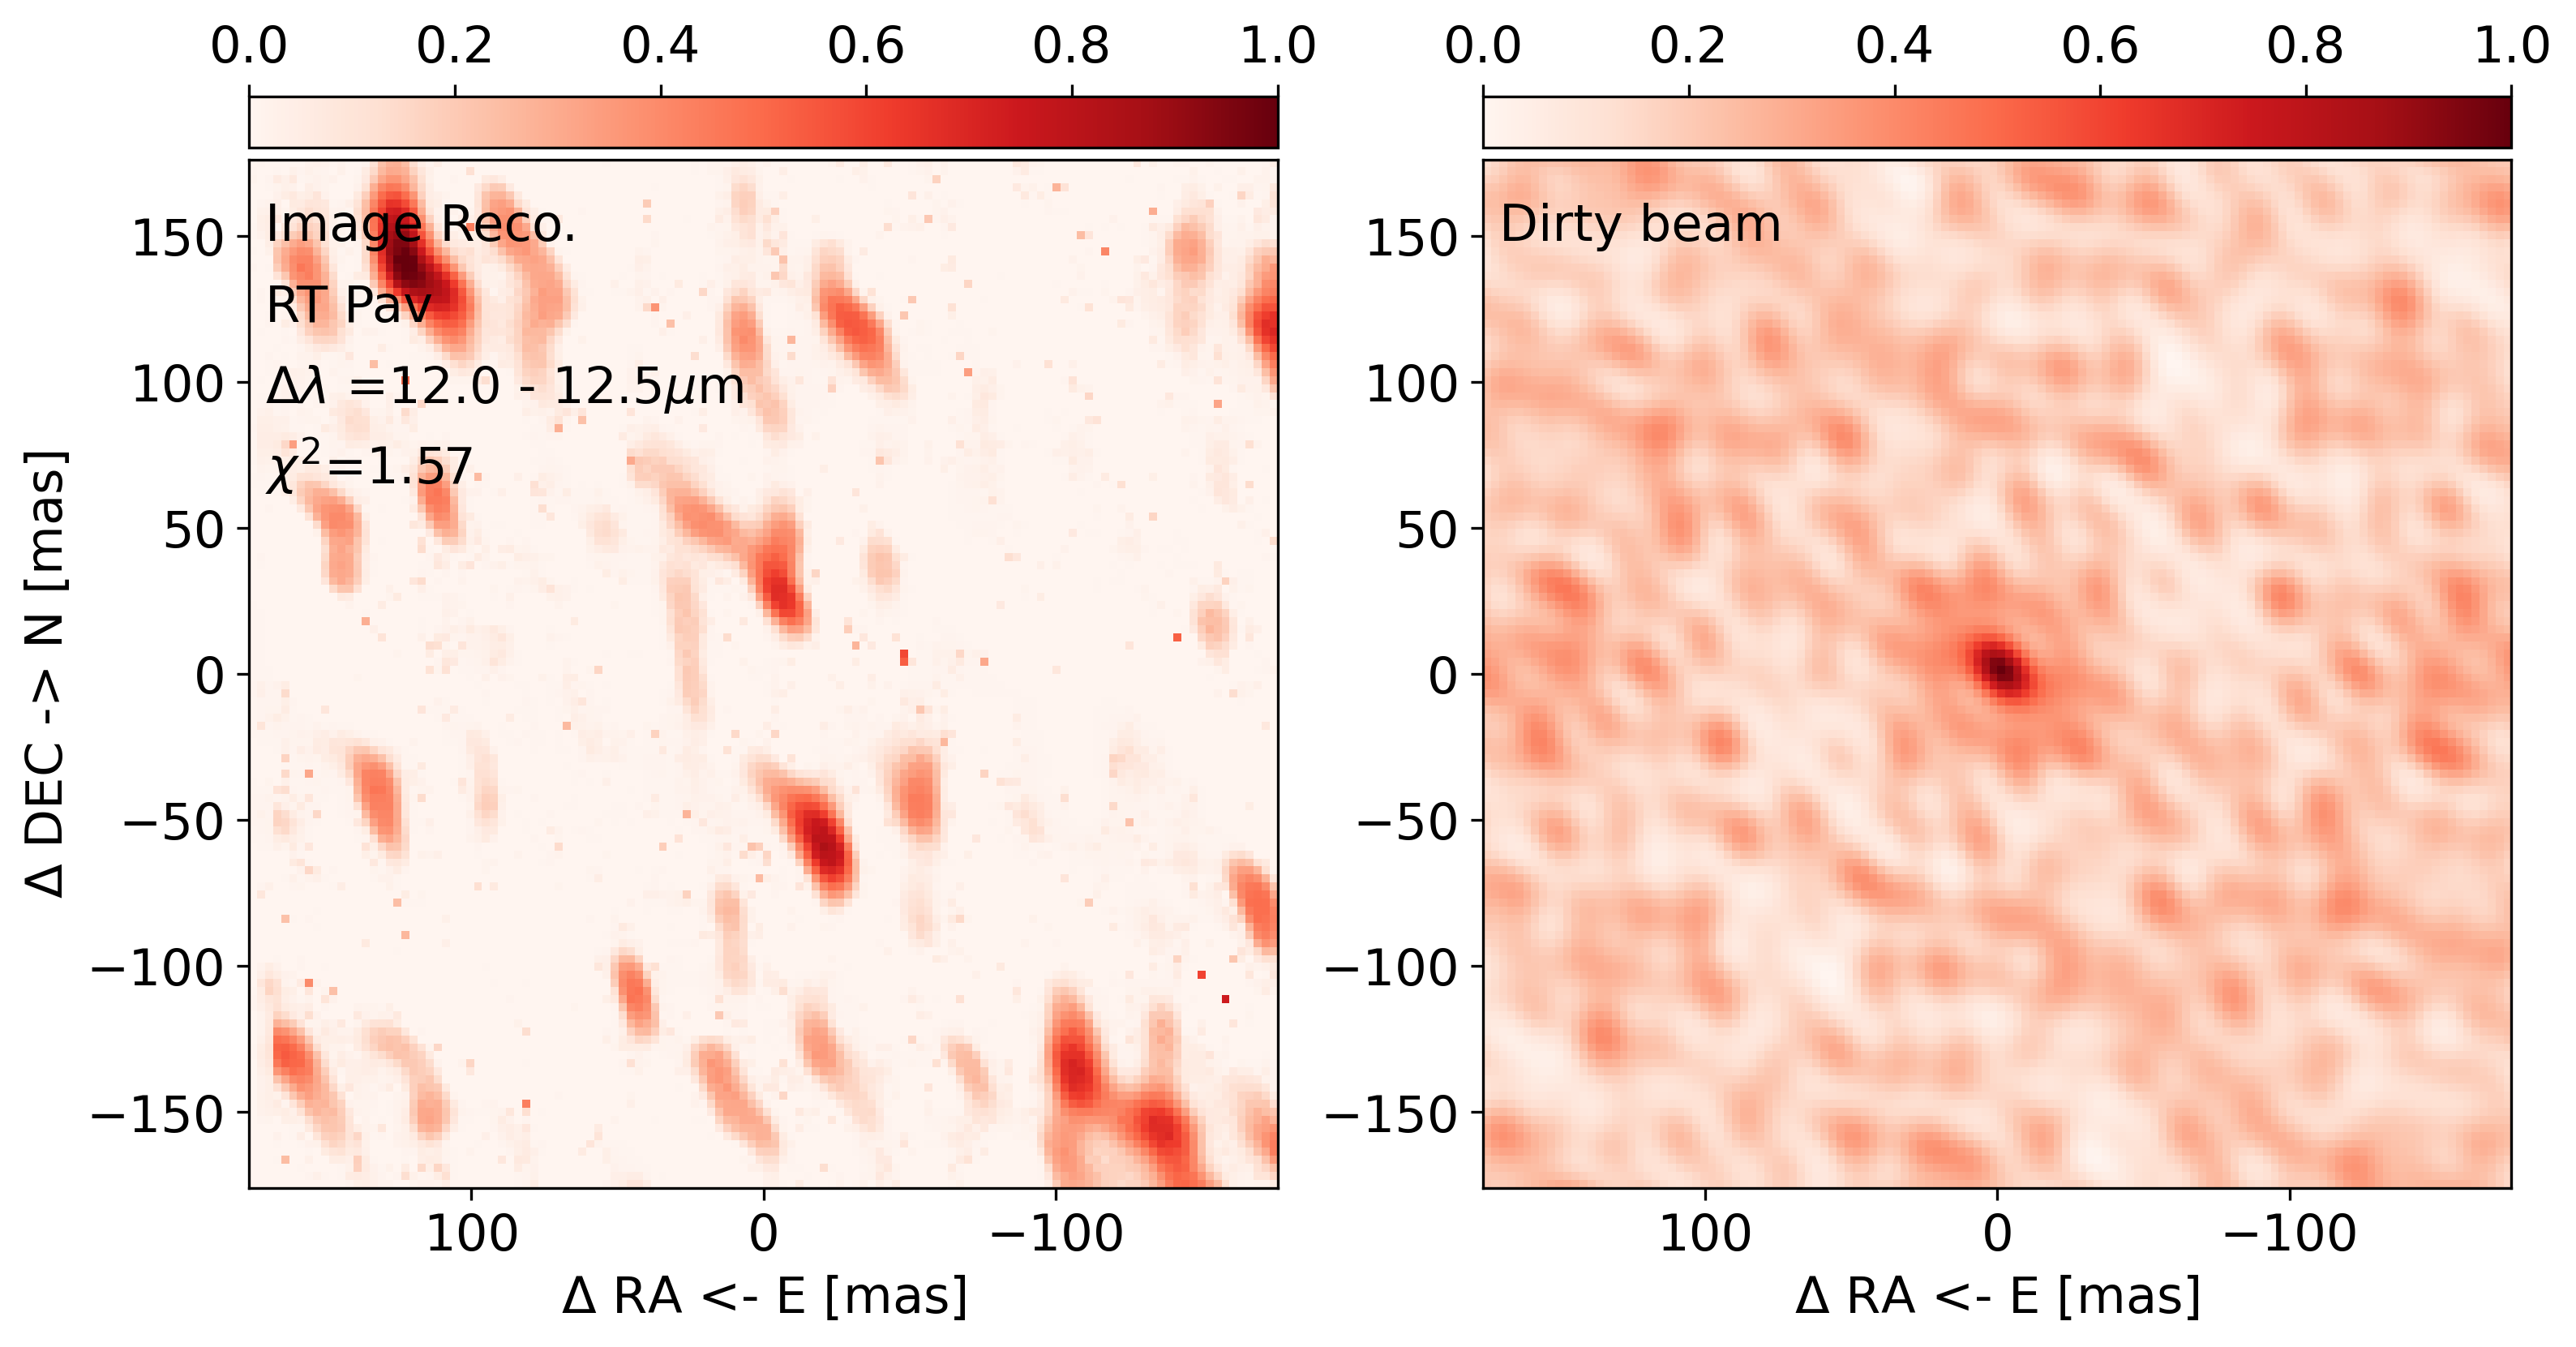 0.0 0.2 0.4 0.6 0.8 1.0
0.0 0.2 0.4 0.6 0.8 1.0
Image Reco.
RT Pav
Δλ =12.0 - 12.5μm
χ²=1.57
Dirty beam
150
100
50
0
−50
−100
−150
150
100
50
0
−50
−100
−150
100 0 −100
100 0 −100
Δ DEC -> N [mas]
Δ RA <- E [mas]
Δ RA <- E [mas]